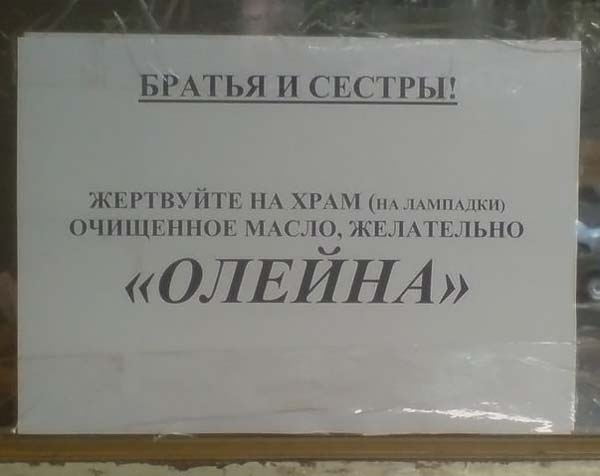 БРАТЬЯ И СЕСТРЫ!
ЖЕРТВУЙТЕ НА ХРАМ (НА ЛАМПАДКИ)
ОЧИЩЕННОЕ МАСЛО, ЖЕЛАТЕЛЬНО
«ОЛЕЙНА»